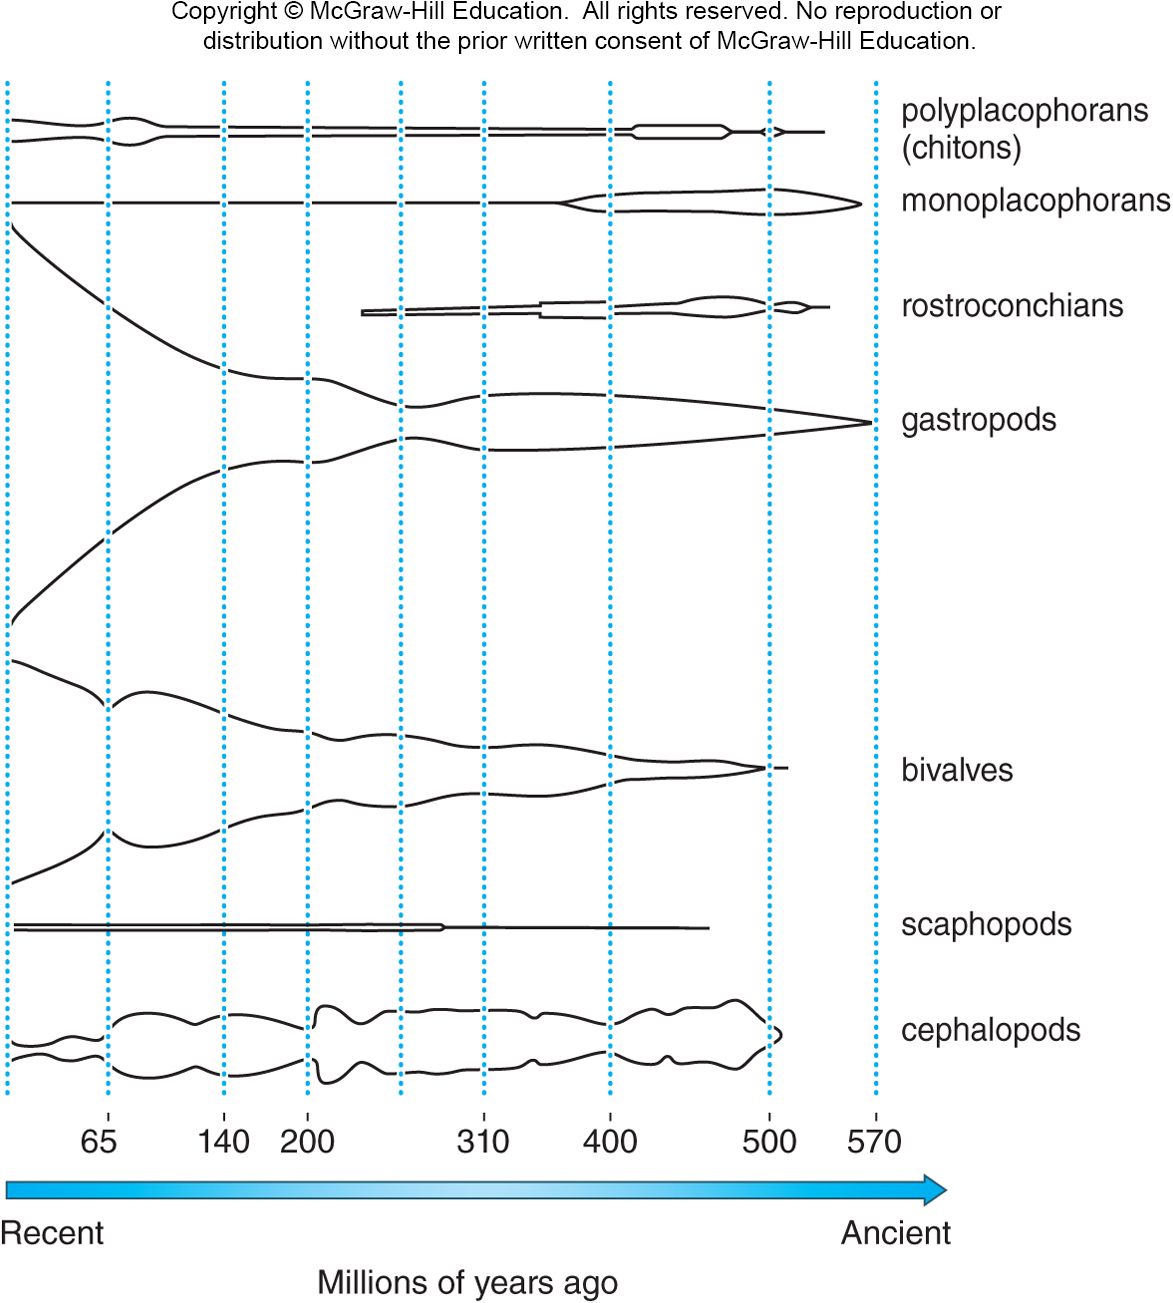 Copyright © McGraw-Hill Education.  All rights reserved. No reproduction or
distribution without the prior written consent of McGraw-Hill Education.
polyplacophorans
(chitons)
monoplacophorans
rostroconchians
gastropods
bivalves
scaphopods
cephalopods
65 140 200 310 400 500 570
Recent Ancient
Millions of years ago